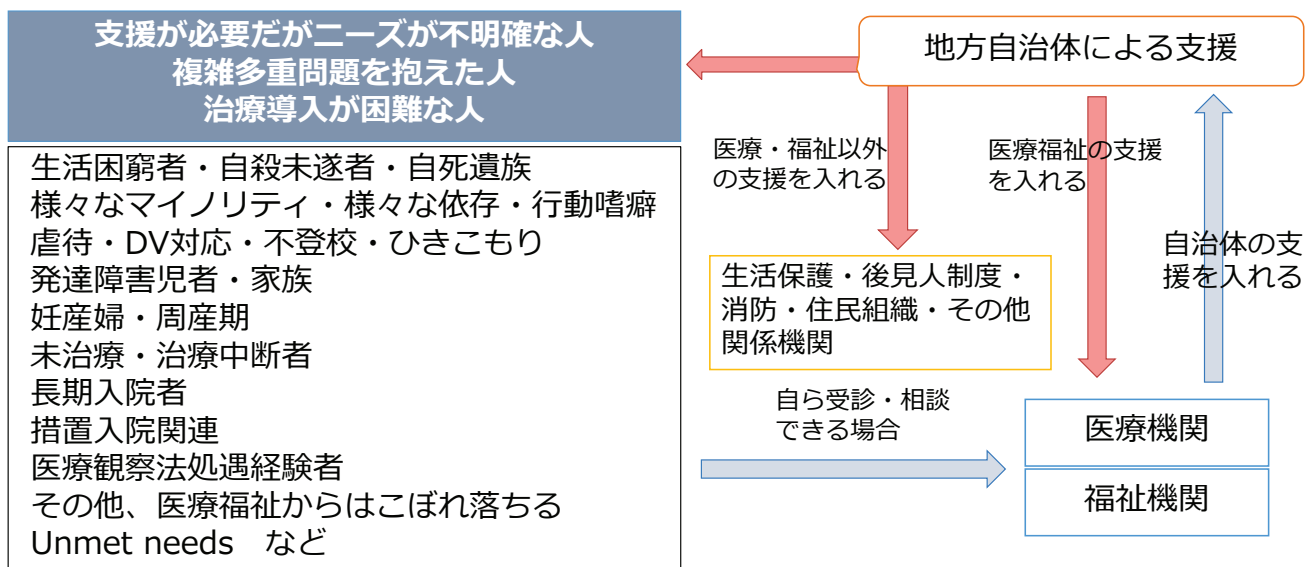 支援が必要だがニーズが不明確な人
複雑多重問題を抱えた人
治療導入が困難な人
生活困窮者・自殺未遂者・自死遺族
様々なマイノリティ・様々な依存・行動嗜癖
虐待・DV対応・不登校・ひきこもり
発達障害児者・家族
妊産婦・周産期
未治療・治療中断者
長期入院者
措置入院関連
医療観察法処遇経験者
その他、医療福祉からはこぼれ落ちる
Unmet needs　など
地方自治体による支援
医療・福祉以外
の支援を入れる
医療福祉の支援
を入れる
自治体の支
援を入れる
生活保護・後見人制度・
消防・住民組織・その他
関係機関
自ら受診・相談
できる場合
医療機関
福祉機関